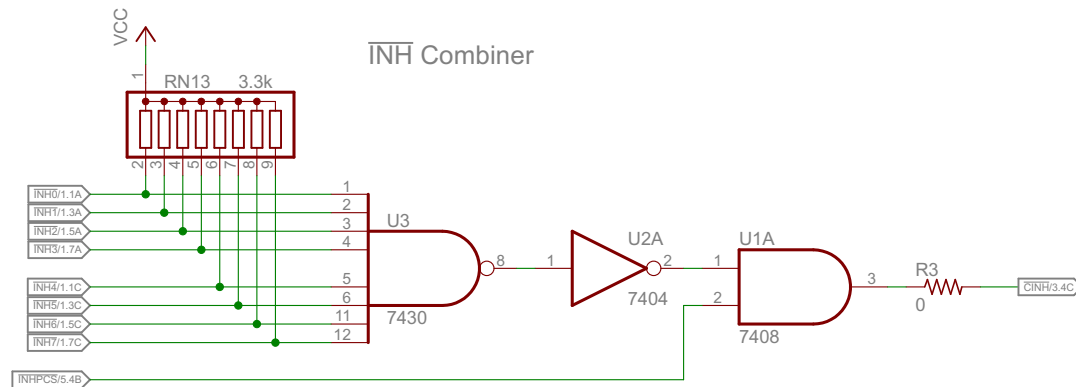 VCC
INH Combiner
1
RN13 3.3k
2 3 4 5 6 7 8 9
INH0/1.1A 1
INH1/1.3A 2
INH2/1.5A 3
INH3/1.7A 4
INH4/1.1C 5
INH5/1.3C 6
INH6/1.5C 11
INH7/1.7C 12
U3
8
7430
U2A
1 2
7404
U1A
1
2
3
7408
R3
0
CINH/3.4C
INHPCS/5.4B